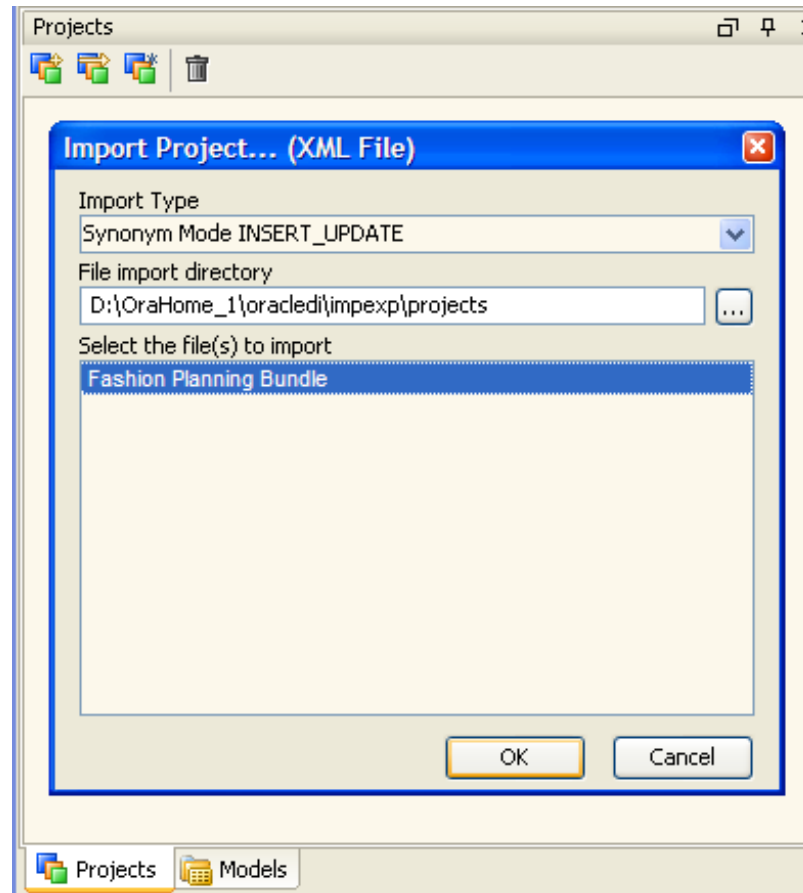 Projects
Import Project... (XML File)
Import Type
Synonym Mode INSERT_UPDATE
File import directory
D:\OraHome_1\oracledi\impexp\projects
...
Select the file(s) to import
Fashion Planning Bundle
OK Cancel
Projects Models